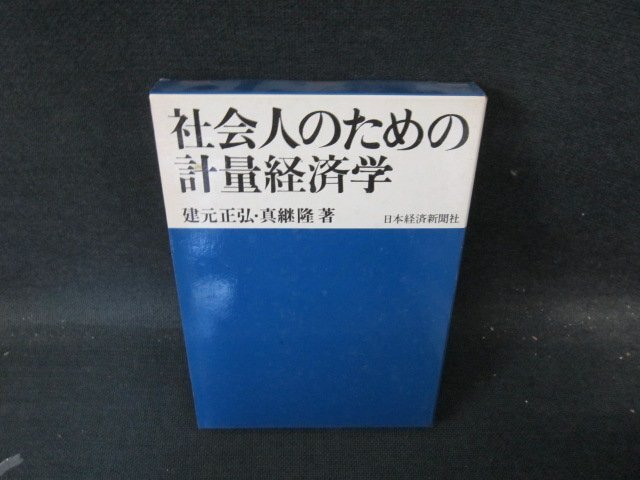 社会人のための
計量経済学
建元正弘・真継隆 著
日本経済新聞社